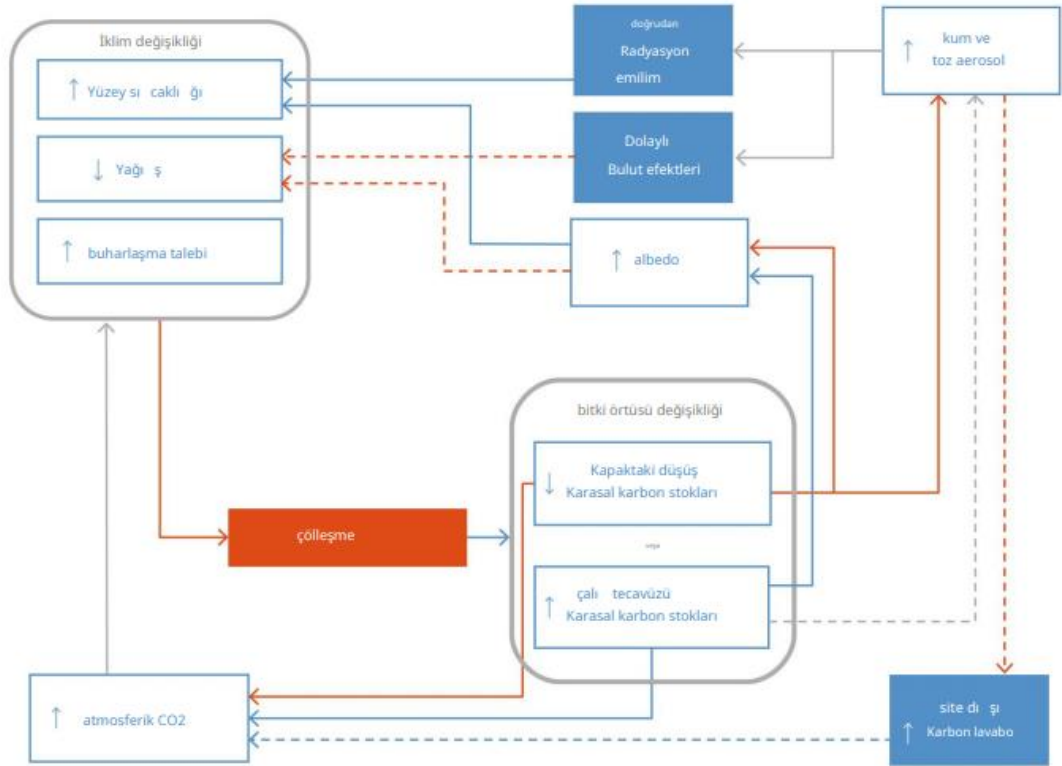 İklim değişikliği
↑ Yüzey sı caklı ğı
↓ Yağı ş
↑ buharlaşma talebi
doğrudan
Radyasyon
emilim
Dolaylı
Bulut efektleri
↑ albedo
↑ kum ve
toz aerosol
bitki örtüsü değişikliği
Kapaktaki düşüş
↓ Karasal karbon stokları
veya
çalı tecavüzü
↑ Karasal karbon stokları
çölleşme
↑ atmosferik CO2
site dı şı
↑ Karbon lavabo